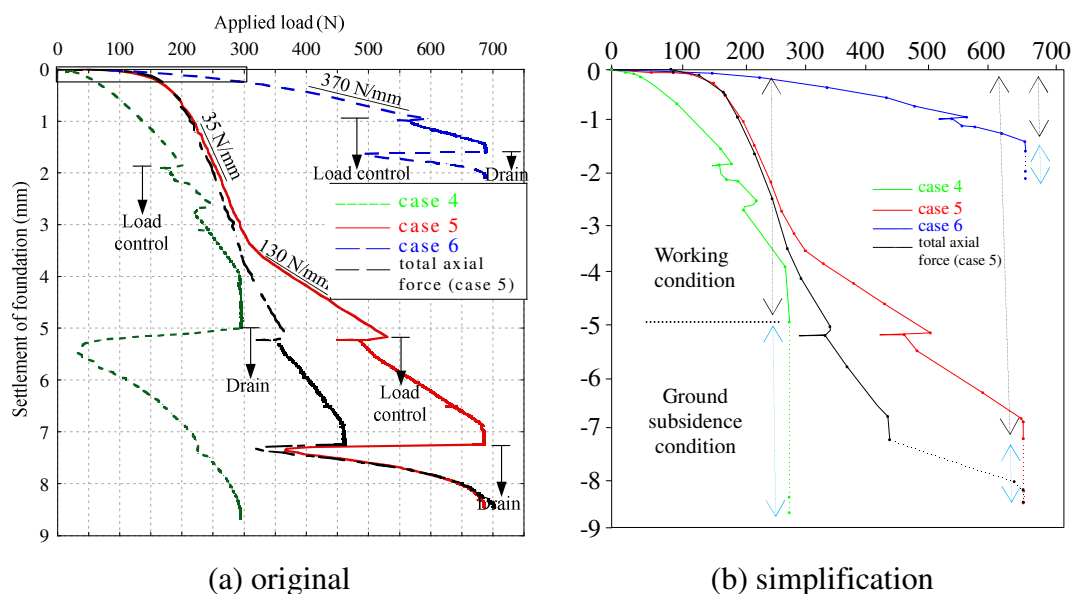 Applied load (N)
0 100 200 300 400 500 600 700
Settlement of foundation (mm)
0
1
2
3
4
5
6
7
8
9
370 N/mm
35 N/mm
130 N/mm
Load control
Drain
Load
control
case 4
case 5
case 6
total axial
force (case 5)
Drain
Load
control
Drain
(a) original
0 100 200 300 400 500 600 700
0
-1
-2
-3
-4
-5
-6
-7
-8
-9
case 4
case 5
case 6
total axial
force (case 5)
Working
condition
Ground
subsidence
condition
(b) simplification